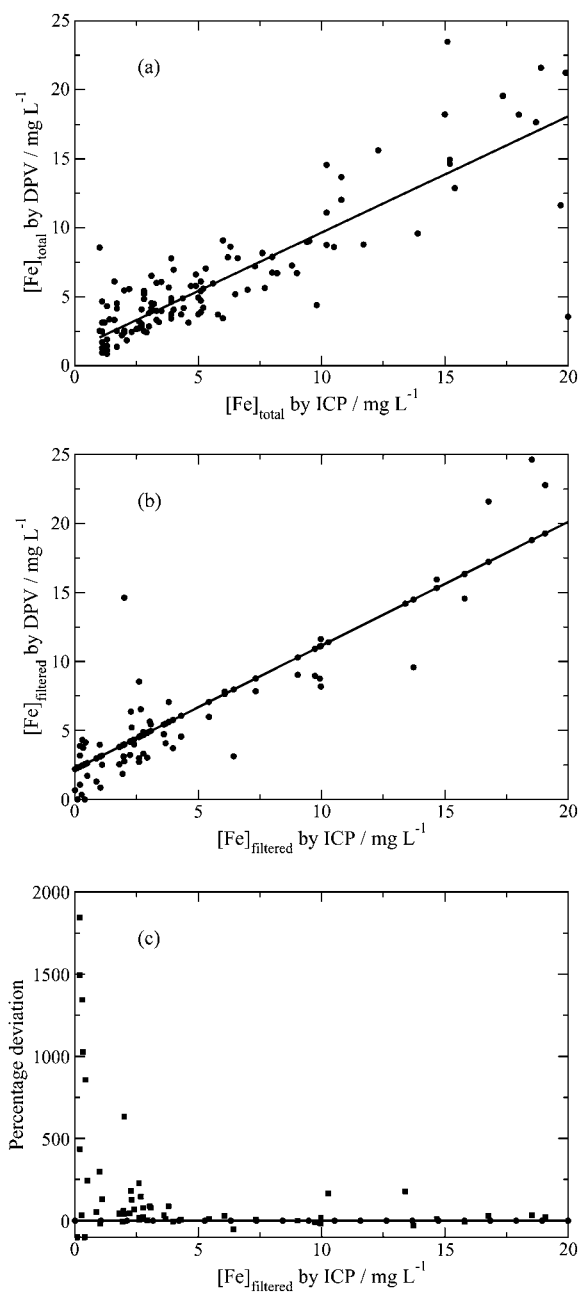 25
20
15
10
5
0
(a)
[Fe]total by DPV / mg L-1
0 5 10 15 20
[Fe]total by ICP / mg L-1
25
20
15
10
5
0
(b)
[Fe]filtered by DPV / mg L-1
0 5 10 15 20
[Fe]filtered by ICP / mg L-1
2000
1500
1000
500
0
(c)
Percentage deviation
0 5 10 15 20
[Fe]filtered by ICP / mg L-1